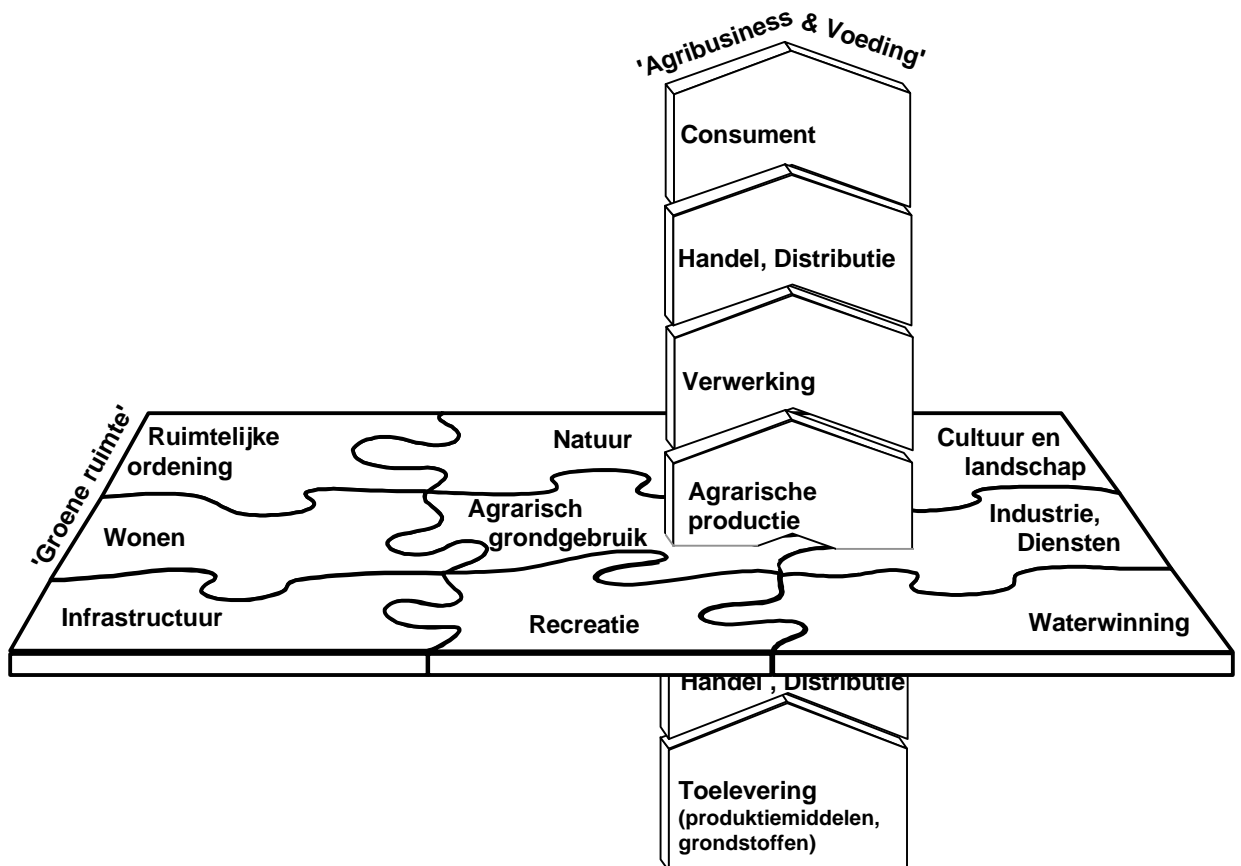 'Agribusiness & Voeding'
Consument
Handel, Distributie
Verwerking
'Groene ruimte'
Ruimtelijke
ordening
Natuur
Cultuur en
landschap
Agrarische
productie
Wonen
Agrarisch
grondgebruik
Industrie,
Diensten
Infrastructuur
Recreatie
Waterwinning
Handel , Distributie
Toelevering
(produktiemiddelen,
grondstoffen)